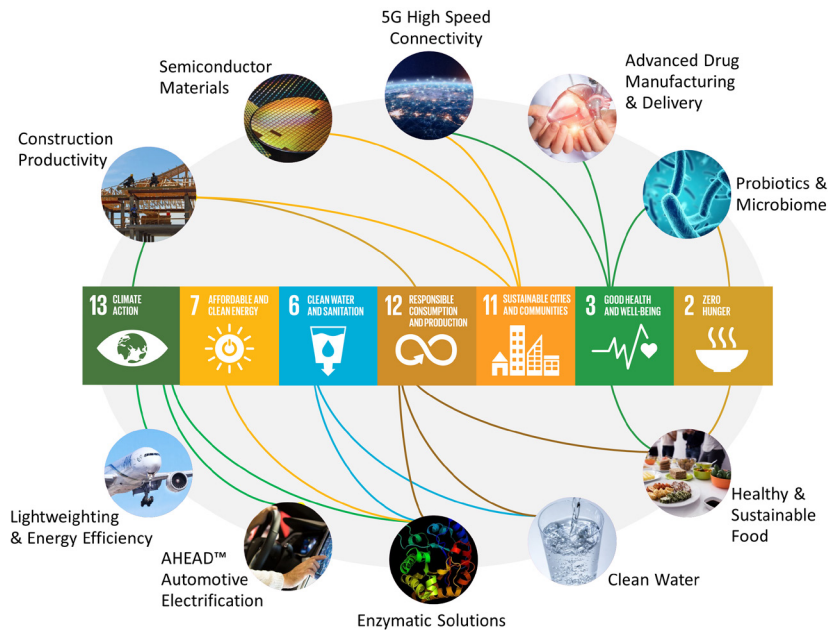 5G High Speed
Connectivity
Semiconductor
Materials
Advanced Drug
Manufacturing
& Delivery
Construction
Productivity
Probiotics &
Microbiome
13 CLIMATE
ACTION
7 AFFORDABLE AND
CLEAN ENERGY
6 CLEAN WATER
AND SANITATION
12 RESPONSIBLE
CONSUMPTION
AND PRODUCTION
11 SUSTAINABLE CITIES
AND COMMUNITIES
3 GOOD HEALTH
AND WELL-BEING
2 ZERO
HUNGER
Lightweighting
& Energy Efficiency
AHEAD™
Automotive
Electrification
Enzymatic Solutions
Clean Water
Healthy &
Sustainable
Food